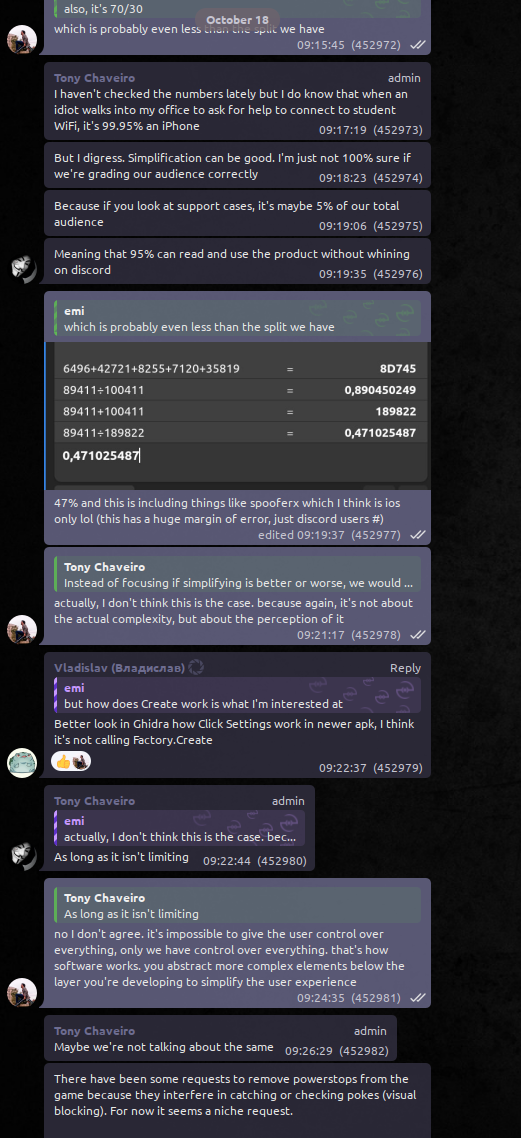 also, it's 70/30
October 18
which is probably even less than the split we have
09:15:45 (452972)
Tony Chaveiro admin
I haven't checked the numbers lately but I do know that when an
idiot walks into my office to ask for help to connect to student
WiFi, it's 99.95% an iPhone
09:17:19 (452973)
But I digress. Simplification can be good. I'm just not 100% sure if
we're grading our audience correctly
09:18:23 (452974)
Because if you look at support cases, it's maybe 5% of our total
audience
09:19:06 (452975)
Meaning that 95% can read and use the product without whining
on discord
09:19:35 (452976)
emi
which is probably even less than the split we have
6496+42721+8255+7120+35819 = 8D745
89411÷100411 = 0,890450249
89411+100411 = 189822
89411÷189822 = 0,471025487
0,471025487
47% and this is including things like spooferx which I think is ios
only lol (this has a huge margin of error, just discord users #)
edited 09:19:37 (452977)
Tony Chaveiro
Instead of focusing if simplifying is better or worse, we would ...
actually, I don't think this is the case. because again, it's not about
the actual complexity, but about the perception of it
09:21:17 (452978)
Vladislav (Владислав) Reply
emi
but how does Create work is what I'm interested at
Better look in Ghidra how Click Settings work in newer apk, I think
it's not calling Factory.Create
09:22:37 (452979)
Tony Chaveiro admin
emi
actually, I don't think this is the case. bec...
As long as it isn't limiting
09:22:44 (452980)
Tony Chaveiro
As long as it isn't limiting
no I don't agree. it's impossible to give the user control over
everything, only we have control over everything. that's how
software works. you abstract more complex elements below the
layer you're developing to simplify the user experience
09:24:35 (452981)
Tony Chaveiro admin
Maybe we're not talking about the same
09:26:29 (452982)
There have been some requests to remove powerstops from the
game because they interfere in catching or checking pokes (visual
blocking). For now it seems a niche request.